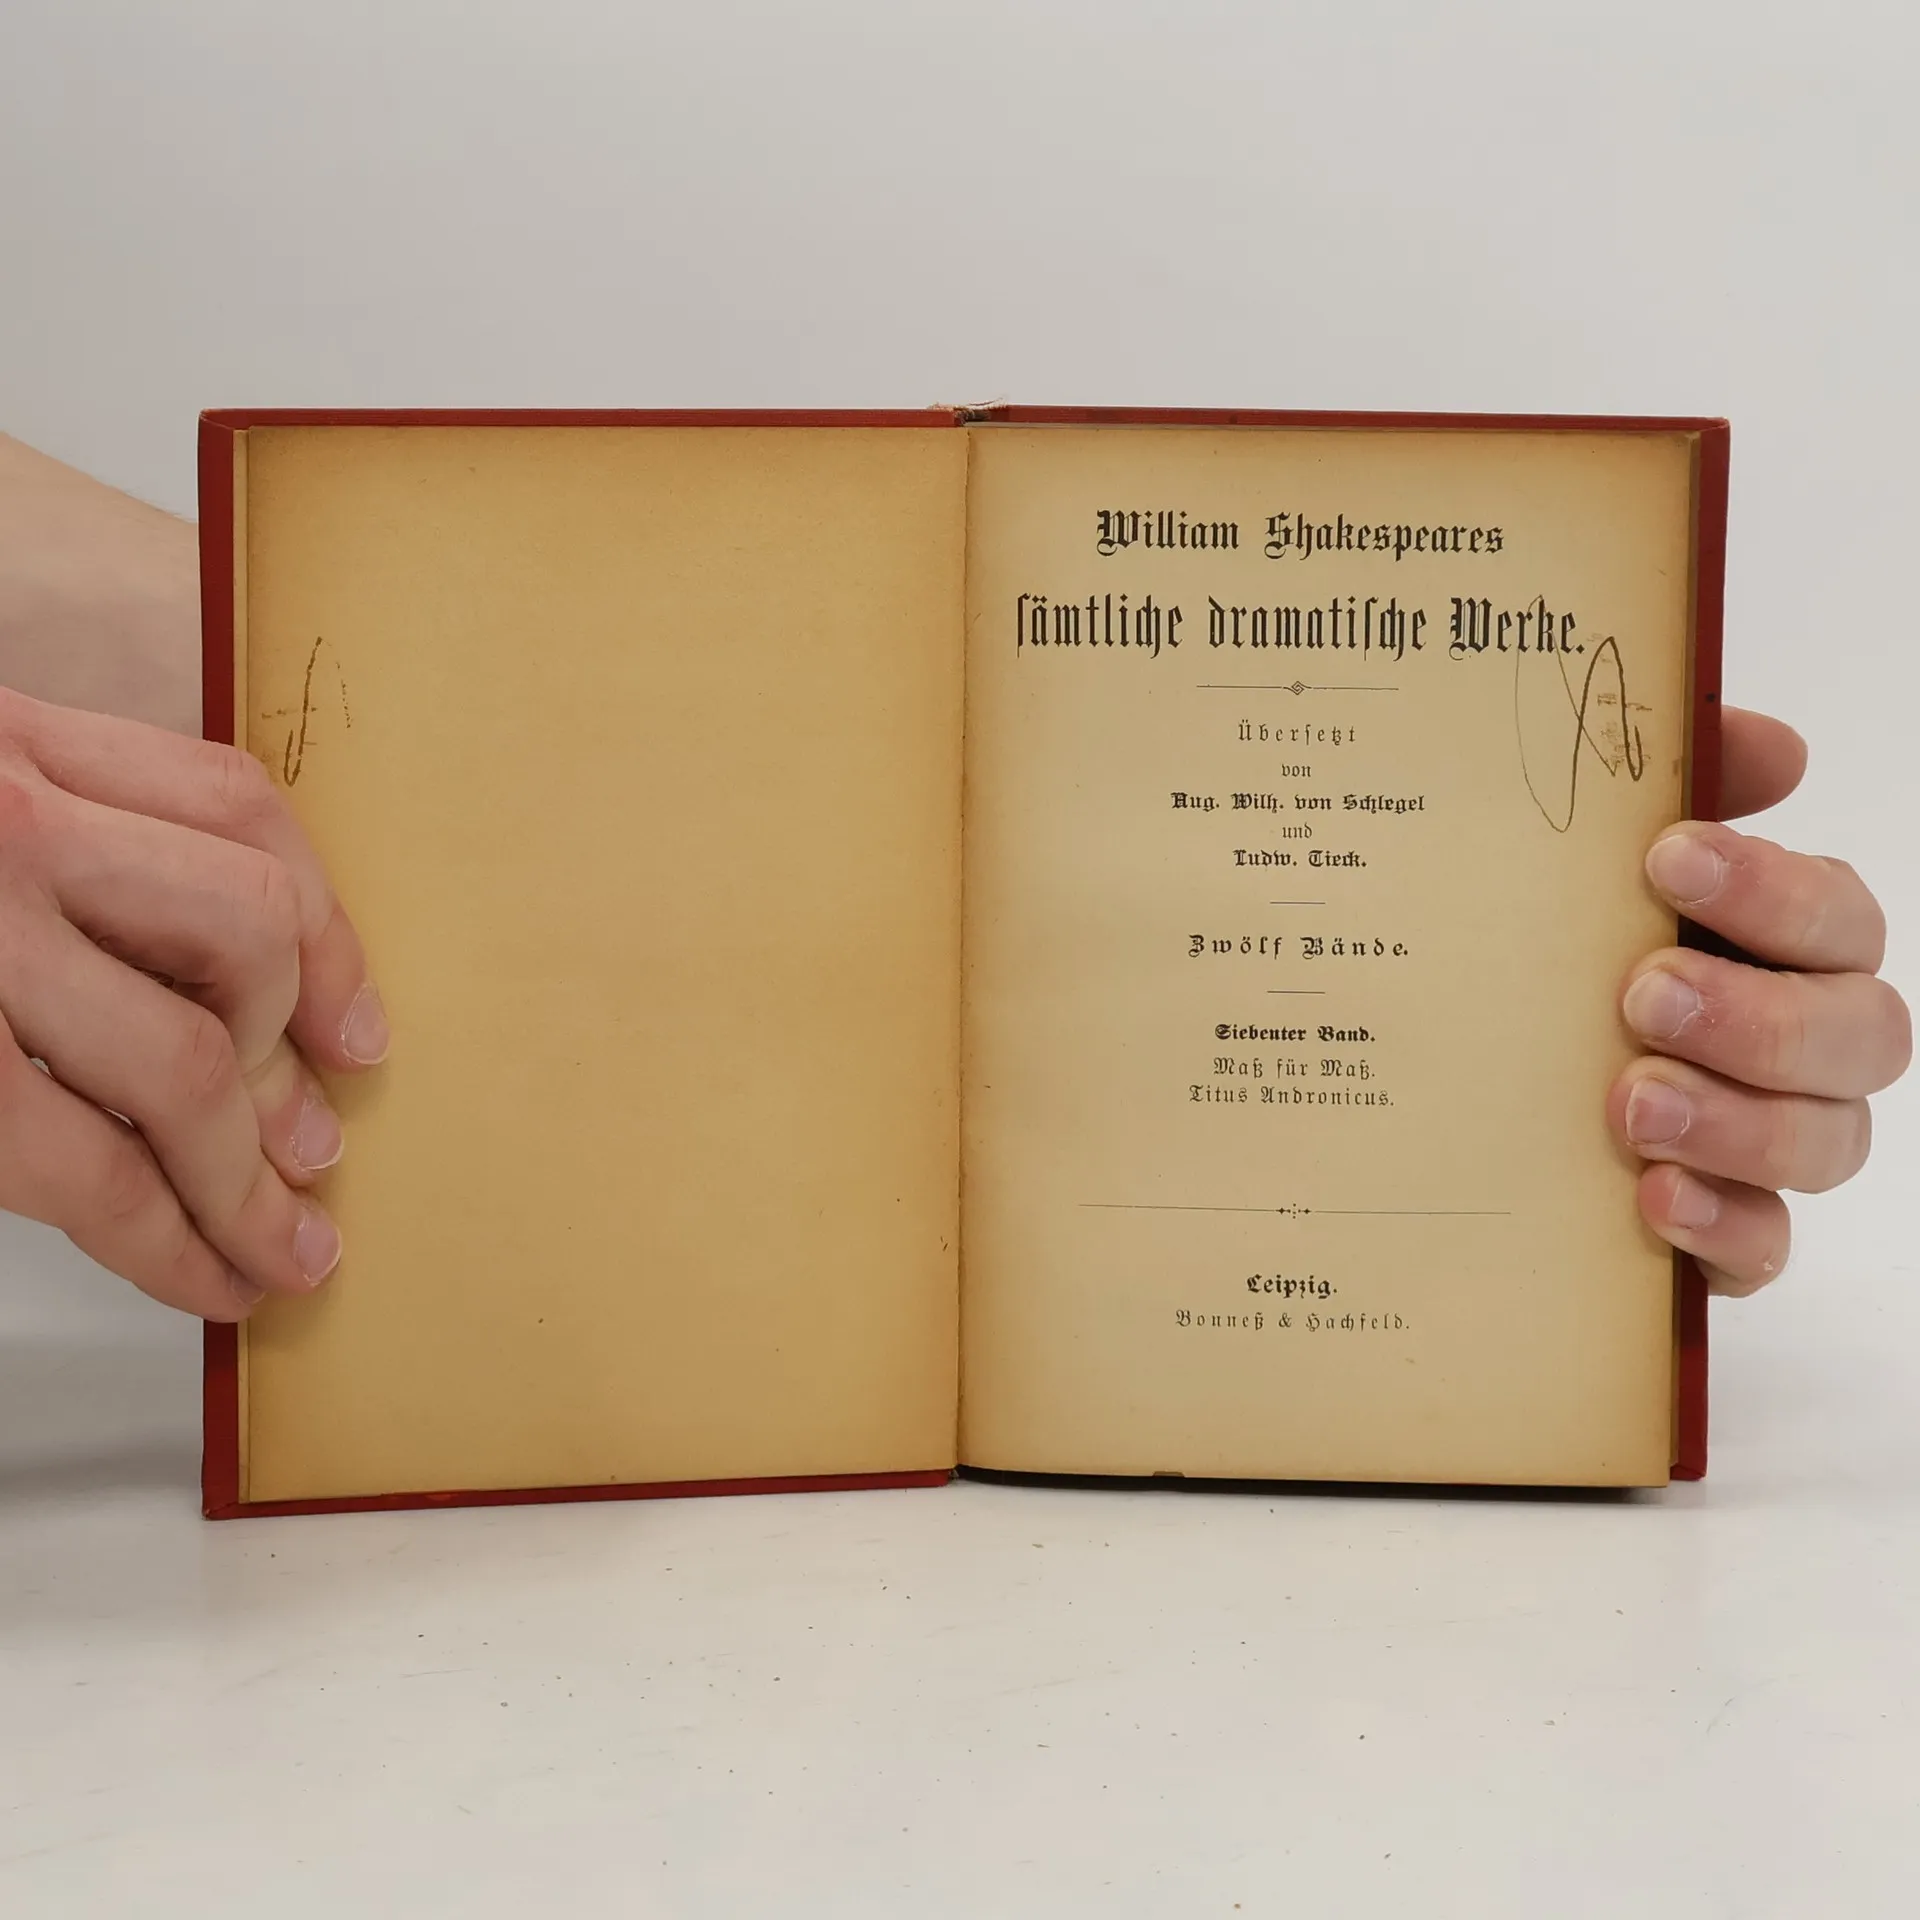 William Shakespeares
ſämtliche dramatiſche Werke.
Überſetzt
von
Aug. Wilh. von Schlegel
und
Ludw. Tieck.
Zwölf Bände.
Siebenter Band.
Maß für Maß.
Titus Andronicus.
Leipzig.
Bonneß & Hachfeld.